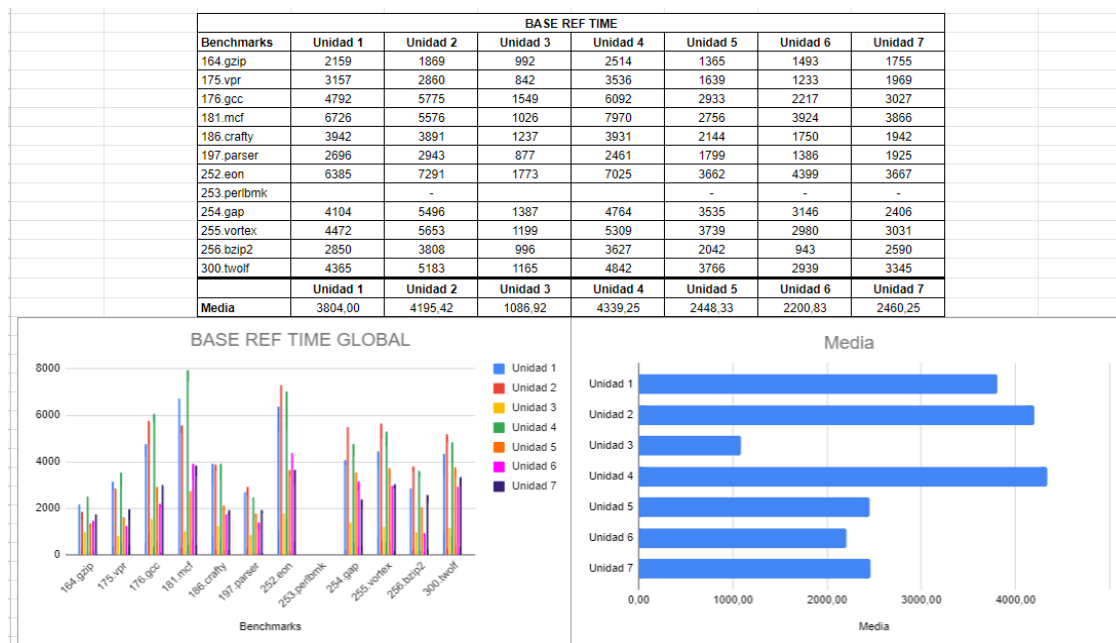 BASE REF TIME
Benchmarks Unidad 1 Unidad 2 Unidad 3 Unidad 4 Unidad 5 Unidad 6 Unidad 7
164.gzip 2159 1869 992 2514 1365 1493 1755
175.vpr 3157 2860 842 3536 1639 1233 1969
176.gcc 4792 5775 1549 6092 2933 2217 3027
181.mcf 6726 5576 1026 7970 2756 3924 3866
186.crafty 3942 3891 1237 3931 2144 1750 1942
197.parser 2696 2943 877 2461 1799 1386 1925
252.eon 6385 7291 1773 7025 3662 4399 3667
253.perlbmk - - - -
254.gap 4104 5496 1387 4764 3535 3146 2406
255.vortex 4472 5653 1199 5309 3739 2980 3031
256.bzip2 2850 3808 996 3627 2042 943 2590
300.twolf 4365 5183 1165 4842 3766 2939 3345
Unidad 1 Unidad 2 Unidad 3 Unidad 4 Unidad 5 Unidad 6 Unidad 7
Media 3804,00 4195,42 1086,92 4339,25 2448,33 2200,83 2460,25
BASE REF TIME GLOBAL
8000
6000
4000
2000
0
164.gzip
175.vpr
176.gcc
181.mcf
186.crafty
197.parser
252.eon
253.perlbmk
254.gap
255.vortex
256.bzip2
300.twolf
Benchmarks
Unidad 1
Unidad 2
Unidad 3
Unidad 4
Unidad 5
Unidad 6
Unidad 7
Media
Unidad 1
Unidad 2
Unidad 3
Unidad 4
Unidad 5
Unidad 6
Unidad 7
0,00 1000,00 2000,00 3000,00 4000,00
Media